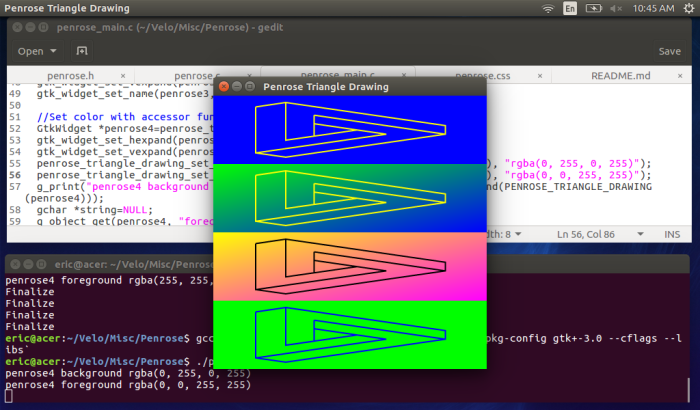 Penrose Triangle Drawing
En
10:45 AM
penrose_main.c (~/Velo/Misc/Penrose) - gedit
Open
Save
penrose.h × penrose.c penrose_main.c penrose.css × README.md ×
49 gtk_widget_set_name(penrose3,
50
51 //Set color with accessor fun
52 GtkWidget *penrose4=penrose_t
53 gtk_widget_set_hexpand(penros
54 gtk_widget_set_vexpand(penros
55 penrose_triangle_drawing_set_ ), "rgba(0, 255, 0, 255)");
56 penrose_triangle_drawing_set_ ), "rgba(0, 0, 255, 255)");
57 g_print("penrose4 background nd(PENROSE_TRIANGLE_DRAWING
(penrose4)));
58 gchar *string=NULL;
59 g_object_get(penrose4, "foreg
dth: 8 Ln 56, Col 86 INS
Penrose Triangle Drawing
eric@acer: ~/Velo/Misc/Penros
penrose4 foreground rgba(255, 255,
Finalize
Finalize
Finalize
Finalize
eric@acer:~/Velo/Misc/Penrose$ gcc pkg-config gtk+-3.0 --cflags --l
ibs`
eric@acer:~/Velo/Misc/Penrose$ ./p
penrose4 background rgba(0, 255, 0, 255)
penrose4 foreground rgba(0, 0, 255, 255)